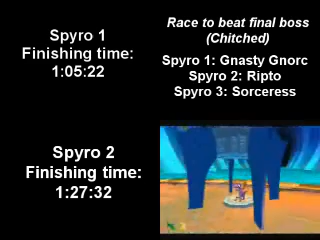 Spyro 1
Finishing time:
1:05:22
Race to beat final boss
(Chitched)
Spyro 1: Gnasty Gnorc
Spyro 2: Ripto
Spyro 3: Sorceress
Spyro 2
Finishing time:
1:27:32